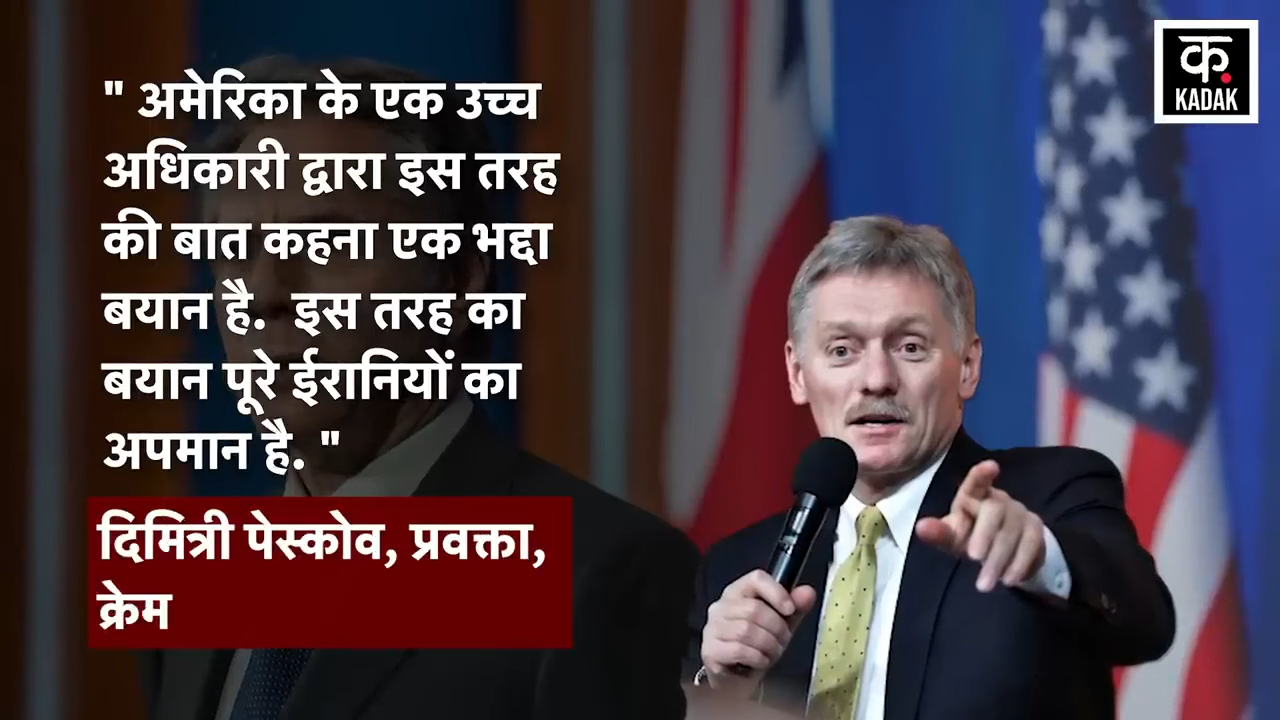 " अमेरिका के एक उच्च
अधिकारी द्वारा इस तरह
की बात कहना एक भद्दा
बयान है. इस तरह का
बयान पूरे ईरानियों का
अपमान है. "
दिमित्री पेस्कोव, प्रवक्ता,
क्रेम
क.
KADAK